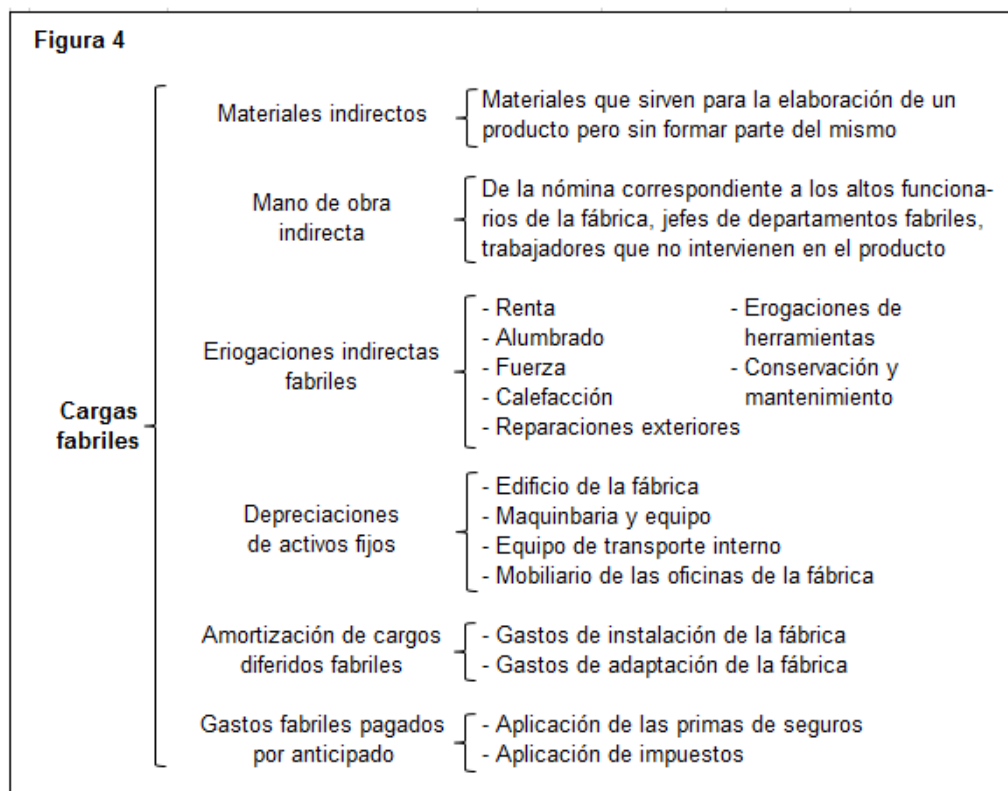 Figura 4
Cargas
fabriles
Materiales indirectos
Materiales que sirven para la elaboración de un
producto pero sin formar parte del mismo
Mano de obra
indirecta
De la nómina correspondiente a los altos funciona-
rios de la fábrica, jefes de departamentos fabriles,
trabajadores que no intervienen en el producto
Eriogaciones indirectas
fabriles
- Renta
- Alumbrado
- Fuerza
- Calefacción
- Reparaciones exteriores
- Erogaciones de
herramientas
- Conservación y
mantenimiento
Depreciaciones
de activos fijos
- Edificio de la fábrica
- Maquinbaria y equipo
- Equipo de transporte interno
- Mobiliario de las oficinas de la fábrica
Amortización de cargos
diferidos fabriles
- Gastos de instalación de la fábrica
- Gastos de adaptación de la fábrica
Gastos fabriles pagados
por anticipado
- Aplicación de las primas de seguros
- Aplicación de impuestos